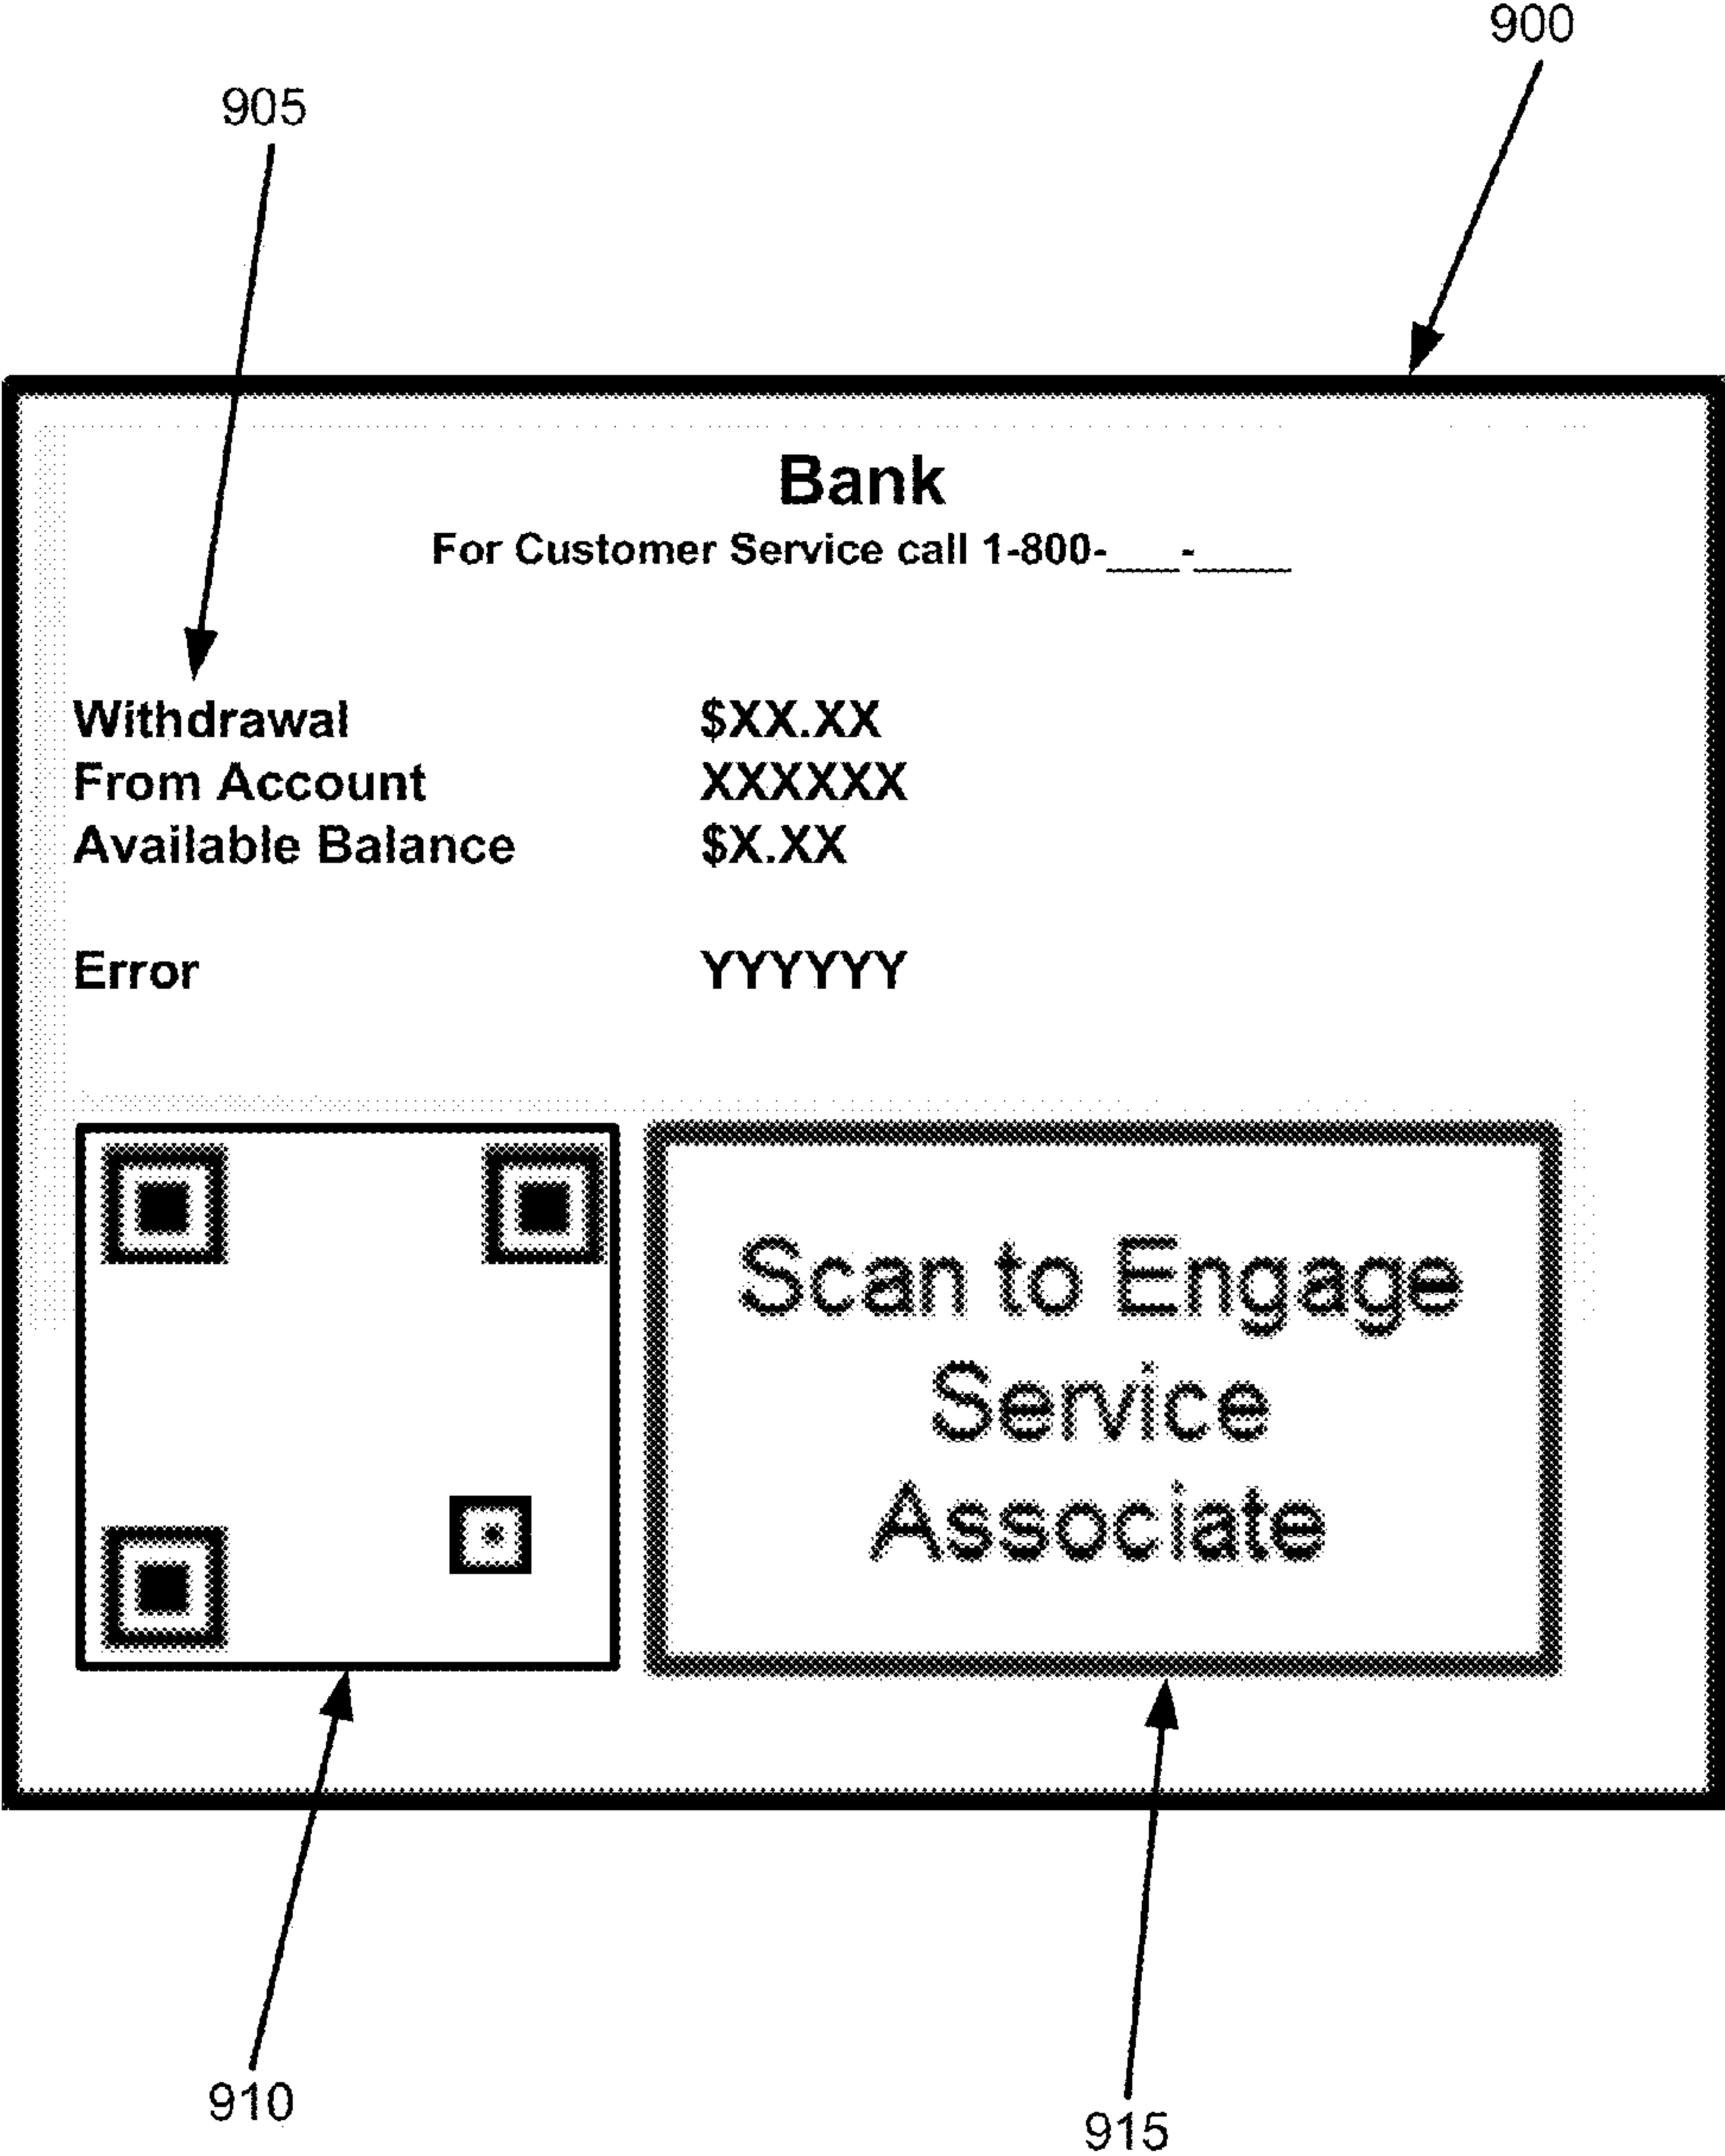 900
905
Bank
For Customer Service call 1-800-___-____
Withdrawal $XX.XX
From Account XXXXXX
Available Balance $X.XX
Error YYYYYY
Scan to Engage
Service
Associate
910
915